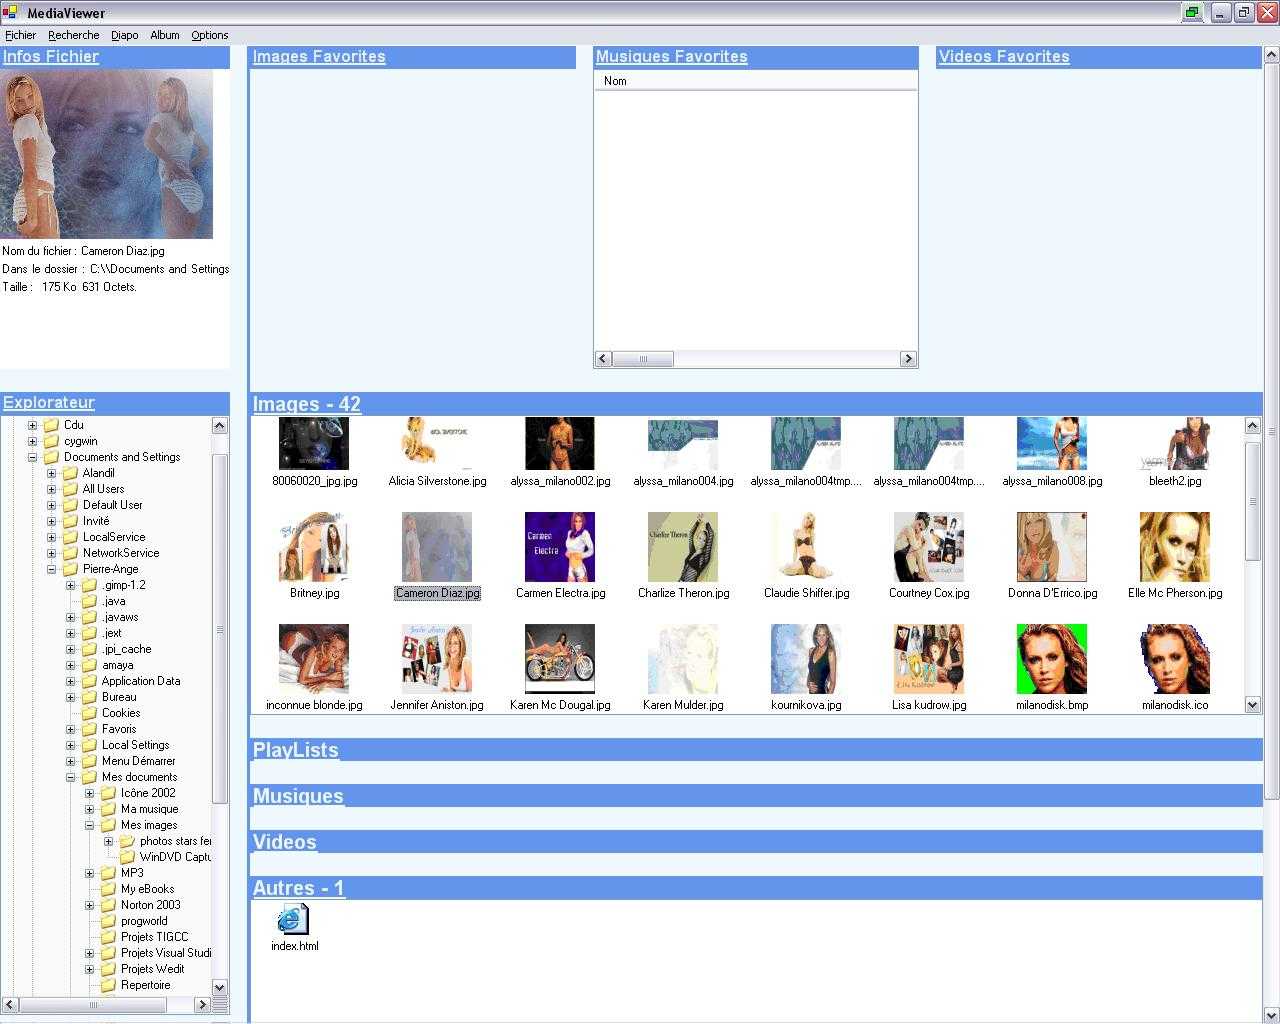 MediaViewer
Fichier Recherche Diapo Album Options
Infos Fichier
Nom du fichier : Cameron Diaz.jpg
Dans le dossier : C:\\Documents and Settings
Taille : 175 Ko 631 Octets.
Images Favorites
Musiques Favorites
Nom
Videos Favorites
Explorateur
Cdu
cygwin
Documents and Settings
Alandil
All Users
Default User
Invité
LocalService
NetworkService
Pierre-Ange
.gimp-1.2
.java
.javaws
.jext
.jpi_cache
amaya
Application Data
Bureau
Cookies
Favoris
Local Settings
Menu Démarrer
Mes documents
Icône 2002
Ma musique
Mes images
photos stars fe
WinDVD Captu
MP3
My eBooks
Norton 2003
progworld
Projets TIGCC
Projets Visual Studi
Projets Wedit
Repertoire
Images - 42
80060020_jpg.jpg
Alicia Silverstone.jpg
alyssa_milano002.jpg
alyssa_milano004.jpg
alyssa_milano004tmp....
alyssa_milano004tmp....
alyssa_milano008.jpg
bleeth2.jpg
Carmen
Electra
Charlize Theron
Britney.jpg
Cameron Diaz.jpg
Carmen Electra.jpg
Charlize Theron.jpg
Claudie Shiffer.jpg
Courtney Cox.jpg
Donna D'Errico.jpg
Elle Mc Pherson.jpg
Lisa Kudrow
inconnue blonde.jpg
Jennifer Aniston.jpg
Karen Mc Dougal.jpg
Karen Mulder.jpg
kournikova.jpg
Lisa kudrow.jpg
milanodisk.bmp
milanodisk.ico
PlayLists
Musiques
Videos
Autres - 1
index.html